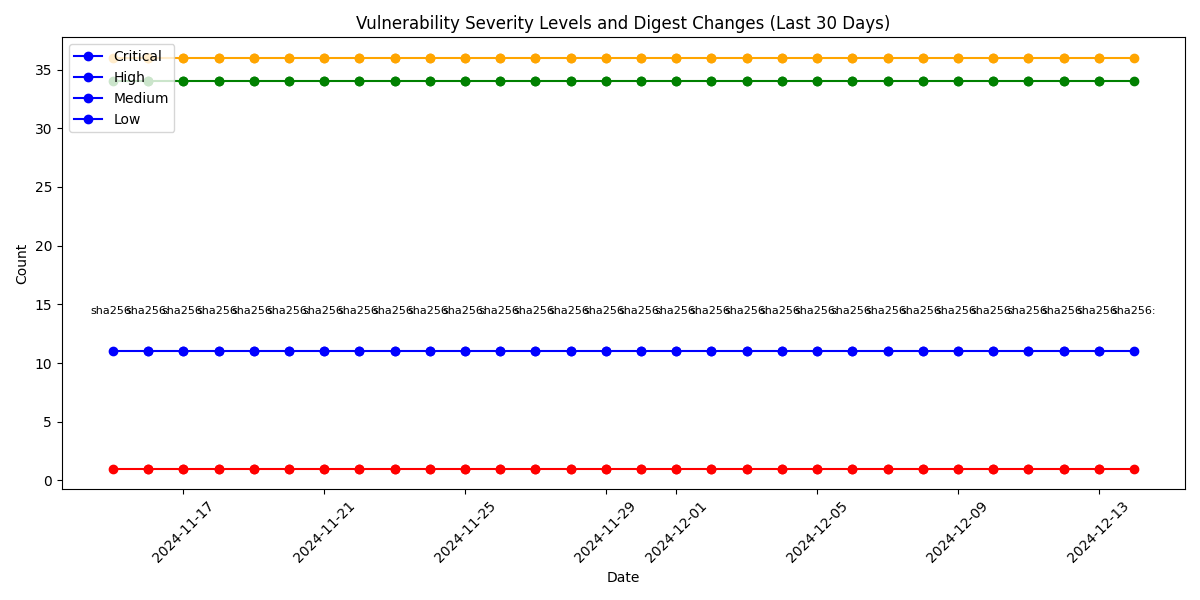 Vulnerability Severity Levels and Digest Changes (Last 30 Days)
Critical
High
Medium
Low
35
30
25
20
15
10
5
0
Count
sha256: sha256: sha256: sha256: sha256: sha256: sha256: sha256: sha256: sha256: sha256: sha256: sha256: sha256: sha256: sha256: sha256: sha256: sha256: sha256: sha256: sha256: sha256: sha256: sha256: sha256: sha256: sha256: sha256: sha256:
2024-11-17
2024-11-21
2024-11-25
2024-11-29
2024-12-01
2024-12-05
2024-12-09
2024-12-13
Date